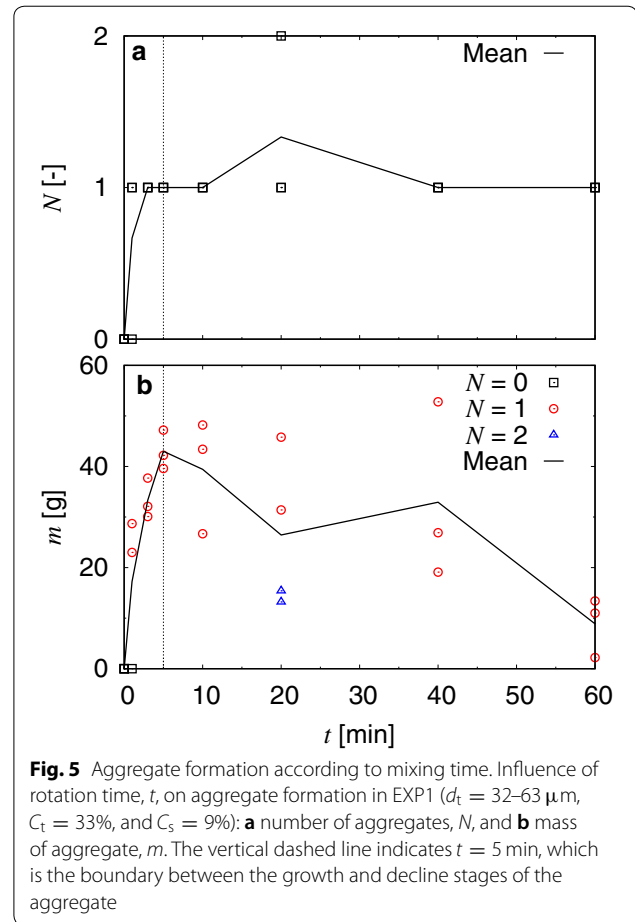 2
a
Mean
N [-]
1
0
60
b
N = 0
N = 1
N = 2
Mean
40
m [g]
20
0
0 10 20 30 40 50 60
t [min]
Fig. 5 Aggregate formation according to mixing time. Influence of
rotation time, t, on aggregate formation in EXP1 (dt = 32–63 μm,
Ct = 33%, and Cs = 9%): a number of aggregates, N, and b mass
of aggregate, m. The vertical dashed line indicates t = 5 min, which
is the boundary between the growth and decline stages of the
aggregate